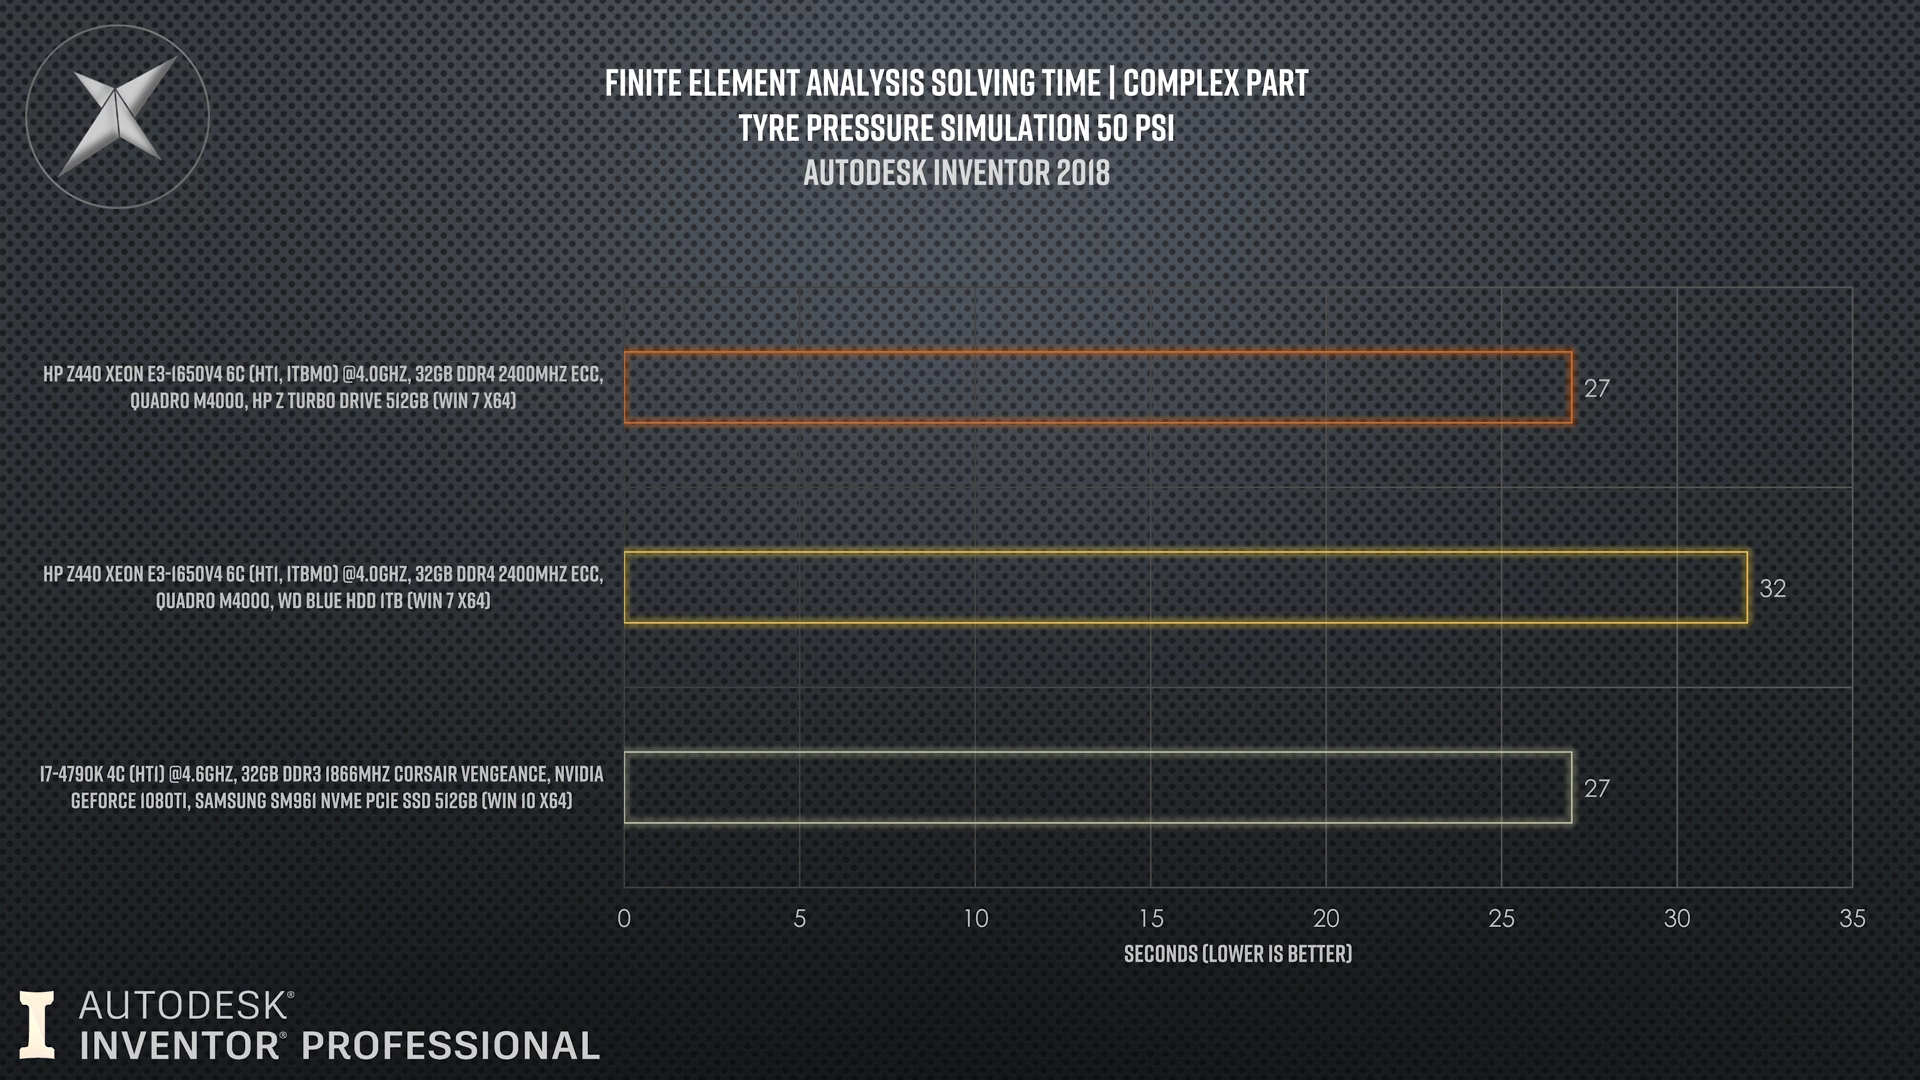 FINITE ELEMENT ANALYSIS SOLVING TIME | COMPLEX PART
TYRE PRESSURE SIMULATION 50 PSI
AUTODESK INVENTOR 2018
HP Z440 XEON E3-1650V4 6C (HT1, ITBM0) @4.0GHZ, 32GB DDR4 2400MHZ ECC,
QUADRO M4000, HP Z TURBO DRIVE 512GB (WIN 7 X64)
27
HP Z440 XEON E3-1650V4 6C (HT1, ITBM0) @4.0GHZ, 32GB DDR4 2400MHZ ECC,
QUADRO M4000, WD BLUE HDD 1TB (WIN 7 X64)
32
I7-4790K 4C (HT1) @4.6GHZ, 32GB DDR3 1866MHZ CORSAIR VENGEANCE, NVIDIA
GEFORCE 1080TI, SAMSUNG SM961 NVME PCIE SSD 512GB (WIN 10 X64)
27
0 5 10 15 20 25 30 35
SECONDS (LOWER IS BETTER)
AUTODESK®
INVENTOR® PROFESSIONAL